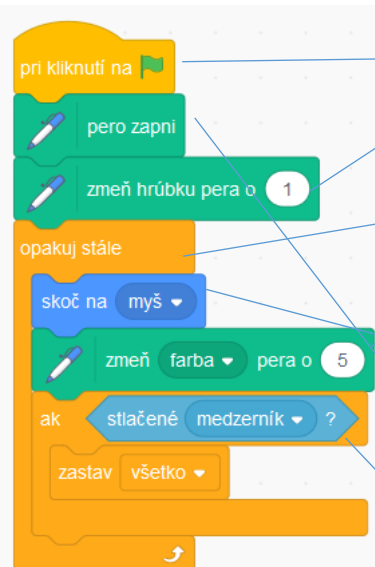 pri kliknutí na
pero zapni
zmeň hrúbku pera o 1
opakuj stále
skoč na myš
zmeň farba pera o 5
ak stlačené medzerník ?
zastav všetko